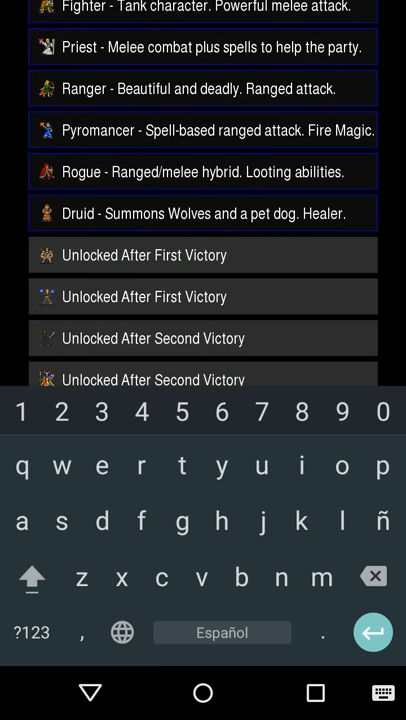 Fighter - Tank character. Powerful melee attack.
Priest - Melee combat plus spells to help the party.
Ranger - Beautiful and deadly. Ranged attack.
Pyromancer - Spell-based ranged attack. Fire Magic.
Rogue - Ranged/melee hybrid. Looting abilities.
Druid - Summons Wolves and a pet dog. Healer.
Unlocked After First Victory
Unlocked After First Victory
Unlocked After Second Victory
Unlocked After Second Victory
1 2 3 4 5 6 7 8 9 0
q w e r t y u i o p
a s d f g h j k l ñ
z x c v b n m
?123 , Español .